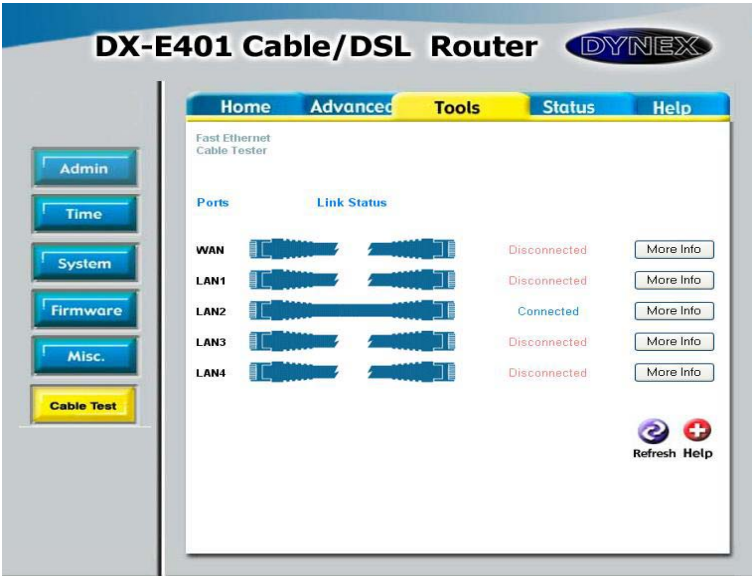 DX-E401 Cable/DSL Router DYNEX
Home Advanced Tools Status Help
Admin
Time
System
Firmware
Misc.
Cable Test
Fast Ethernet
Cable Tester
Ports Link Status
WAN Disconnected More Info
LAN1 Disconnected More Info
LAN2 Connected More Info
LAN3 Disconnected More Info
LAN4 Disconnected More Info
Refresh Help